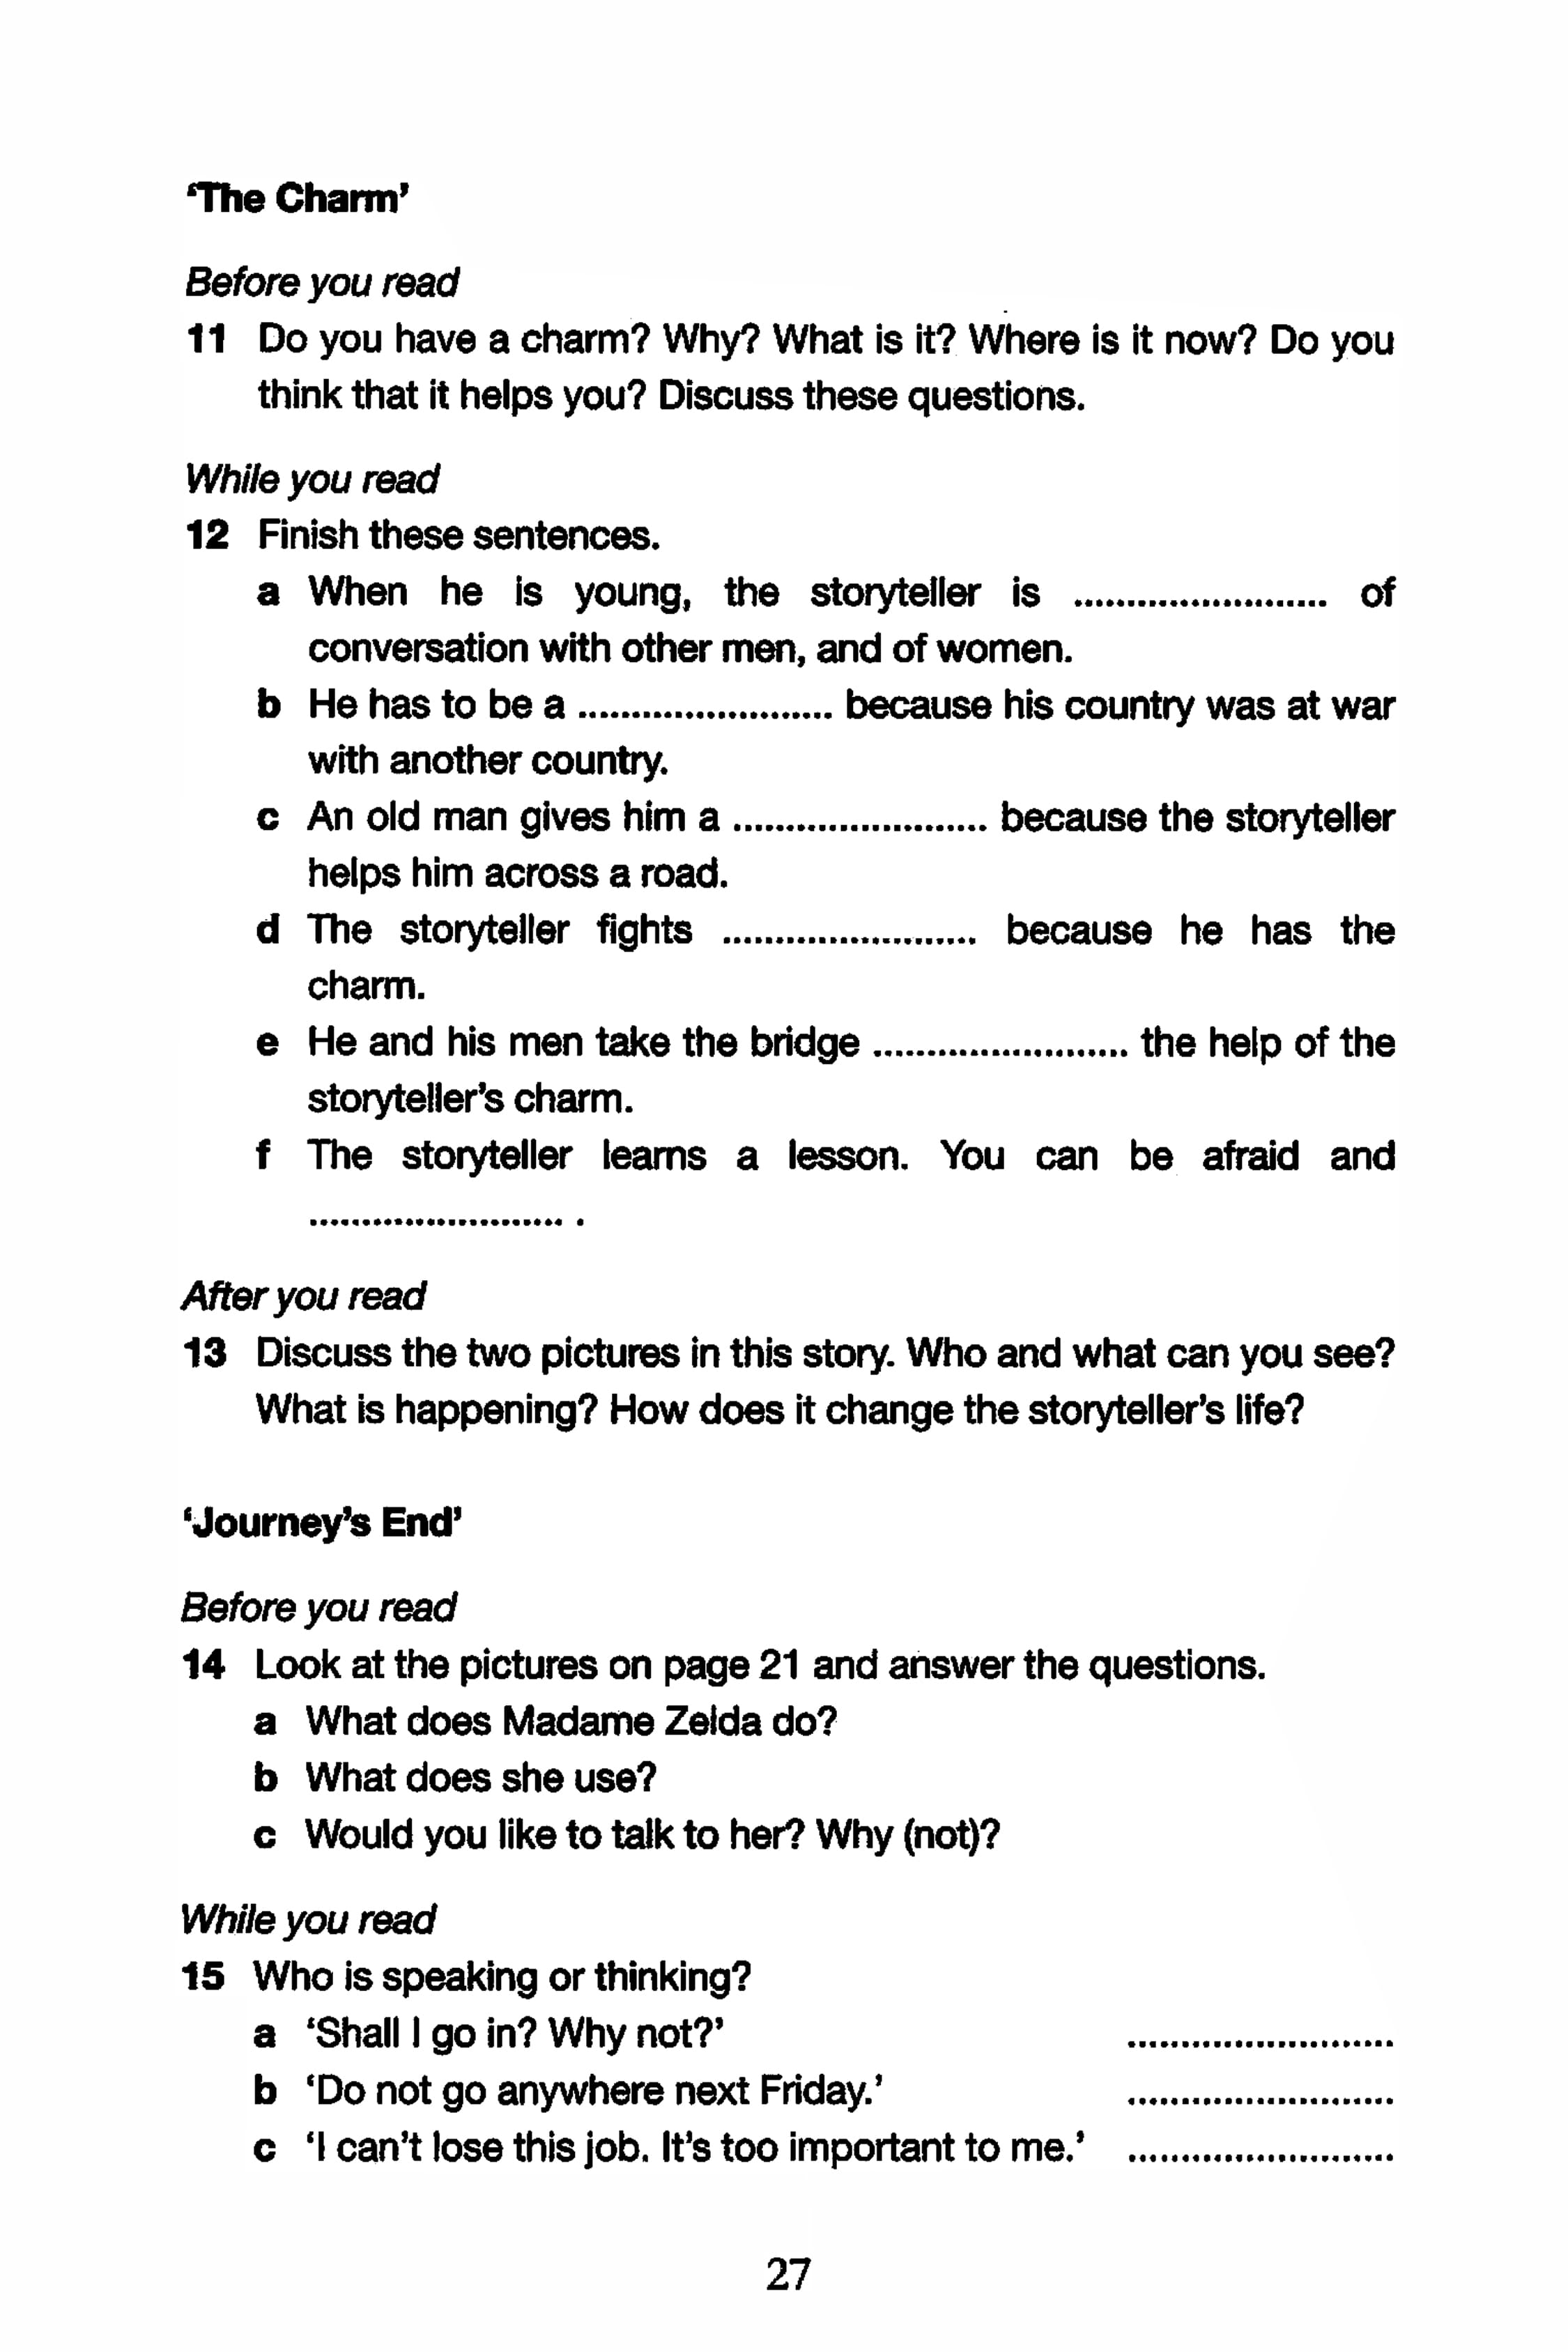 ‘The Charm’
Before you read
11 Do you have a charm? Why? What is it? Where is it now? Do you
think that it helps you? Discuss these questions.
While you read
12 Finish these sentences.
a When he is young, the storyteller is ........................ of
conversation with other men, and of women.
b He has to be a ........................ because his country was at war
with another country.
c An old man gives him a ........................ because the storyteller
helps him across a road.
d The storyteller fights ........................ because he has the
charm.
e He and his men take the bridge ........................ the help of the
storyteller’s charm.
f The storyteller learns a lesson. You can be afraid and
........................ .
After you read
13 Discuss the two pictures in this story. Who and what can you see?
What is happening? How does it change the storyteller’s life?
‘Journey’s End’
Before you read
14 Look at the pictures on page 21 and answer the questions.
a What does Madame Zelda do?
b What does she use?
c Would you like to talk to her? Why (not)?
While you read
15 Who is speaking or thinking?
a ‘Shall I go in? Why not?’ ........................
b ‘Do not go anywhere next Friday.’ ........................
c ‘I can’t lose this job. It’s too important to me.’ ........................
27